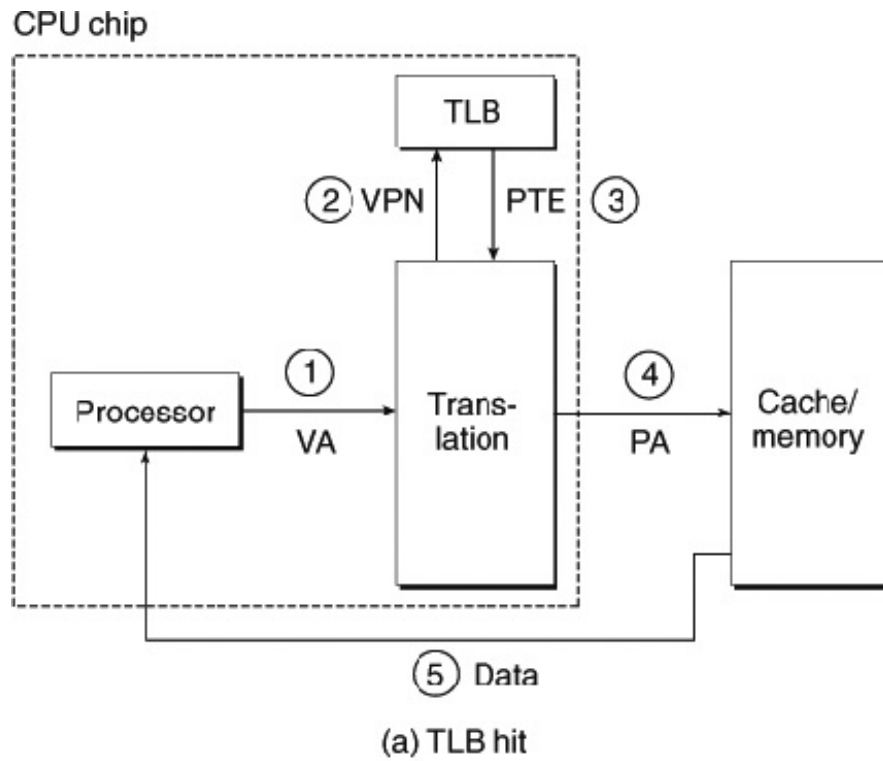 CPU chip
TLB
2 VPN
PTE 3
1
Processor
VA
Trans-
lation
4
PA
Cache/
memory
5 Data
(a) TLB hit